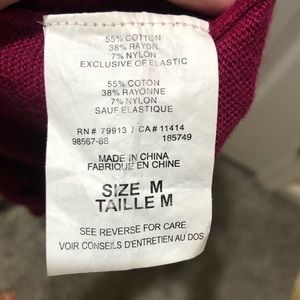 55% COTTON
38% RAYON
7% NYLON
EXCLUSIVE OF ELASTIC
55% COTON
38% RAYONNE
7% NYLON
SAUF ELASTIQUE
RN# 79913 / CA# 11414
98567-88 185749
MADE IN CHINA
FABRIQUE EN CHINE
SIZE M
TAILLE M
SEE REVERSE FOR CARE
VOIR CONSEILS D'ENTRETIEN AU DOS